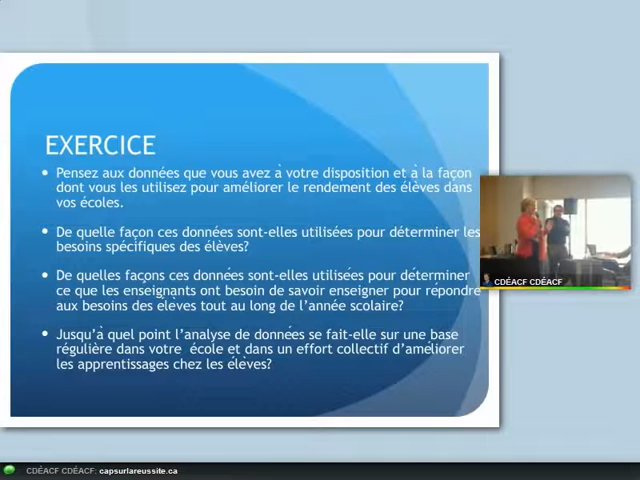 EXERCICE
• Pensez aux données que vous avez à votre disposition et à la façon
dont vous les utilisez pour améliorer le rendement des élèves dans
vos écoles.
• De quelle façon ces données sont-elles utilisées pour déterminer les
besoins spécifiques des élèves?
• De quelles façons ces données sont-elles utilisées pour déterminer
ce que les enseignants ont besoin de savoir enseigner pour répondre
aux besoins des élèves tout au long de l'année scolaire?
• Jusqu'à quel point l'analyse de données se fait-elle sur une base
régulière dans votre école et dans un effort collectif d'améliorer
les apprentissages chez les élèves?
CDÉACF CDÉACF
CDÉACF CDÉACF: capsurlareussite.ca